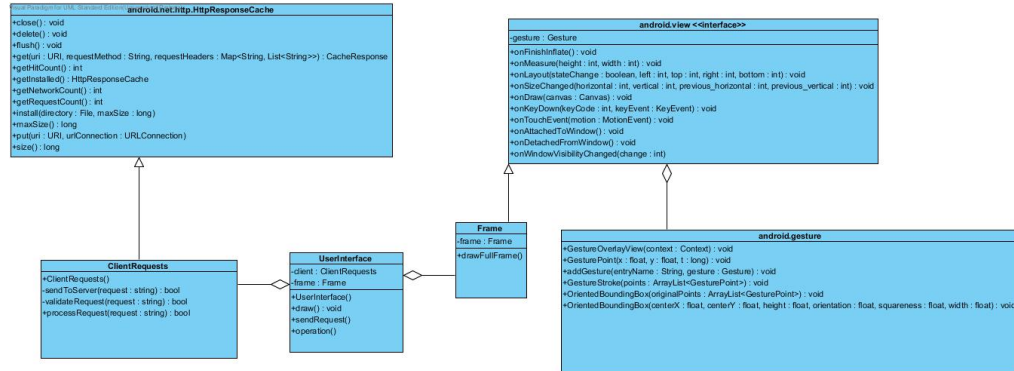 android.net.http.HttpResponseCache
+close() : void
+delete() : void
+flush() : void
+get(uri : URI, requestMethod : String, requestHeaders : Map<String, List<String>>) : CacheResponse
+getHitCount() : int
+getInstalled() : HttpResponseCache
+getNetworkCount() : int
+getRequestCount() : int
+install(directory : File, maxSize : long)
+maxSize() : long
+put(uri : URI, urlConnection : URLConnection)
+size() : long
android.view <<interface>>
-gesture : Gesture
+onFinishInflate() : void
+onMeasure(height : int, width : int) : void
+onLayout(stateChange : boolean, left : int, top : int, right : int, bottom : int) : void
+onSizeChanged(horizontal : int, vertical : int, previous_horizontal : int, previous_vertical : int) : void
+onDraw(canvas : Canvas) : void
+onKeyDown(keyCode : int, keyEvent : KeyEvent) : void
+onTouchEvent(motion : MotionEvent) : void
+onAttachedToWindow() : void
+onDetachedFromWindow() : void
+onWindowVisibilityChanged(change : int)
ClientRequests
+ClientRequests()
-sendToServer(request : string) : bool
-validateRequest(request : string) : bool
+processRequest(request : string) : bool
UserInterface
-client : ClientRequests
-frame : Frame
+UserInterface()
+draw() : void
+sendRequest()
+operation()
Frame
-frame : Frame
+drawFullFrame()
android.gesture
+GestureOverlayView(context : Context) : void
+GesturePoint(x : float, y : float, t : long) : void
+addGesture(entryName : String, gesture : Gesture) : void
+GestureStroke(points : ArrayList<GesturePoint>) : void
+OrientedBoundingBox(originalPoints : ArrayList<GesturePoint>) : void
+OrientedBoundingBox(centerX : float, centerY : float, height : float, orientation : float, squareness : float, width : float) : void